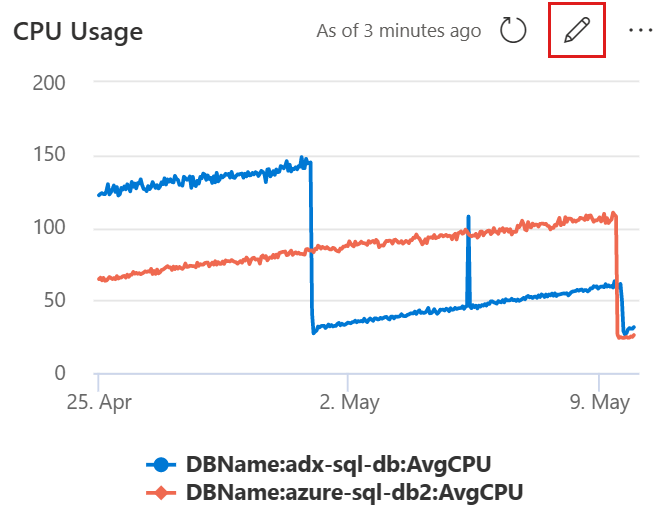 CPU Usage
As of 3 minutes ago
200
150
100
50
0
25. Apr
2. May
9. May
DBName:adx-sql-db:AvgCPU
DBName:azure-sql-db2:AvgCPU